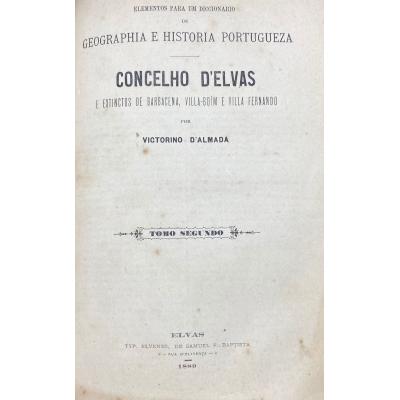 ELEMENTOS PARA UM DICCIONARIO
DE
GEOGRAPHIA E HISTORIA PORTUGUEZA
CONCELHO D'ELVAS
E EXTINCTOS DE BARBACENA, VILLA-BOÍM E VILLA FERNANDO
POR
VICTORINO D'ALMADA
TOMO SEGUNDO
ELVAS
TYP. ELVENSE, DE SAMUEL F. BAPTISTA
1889